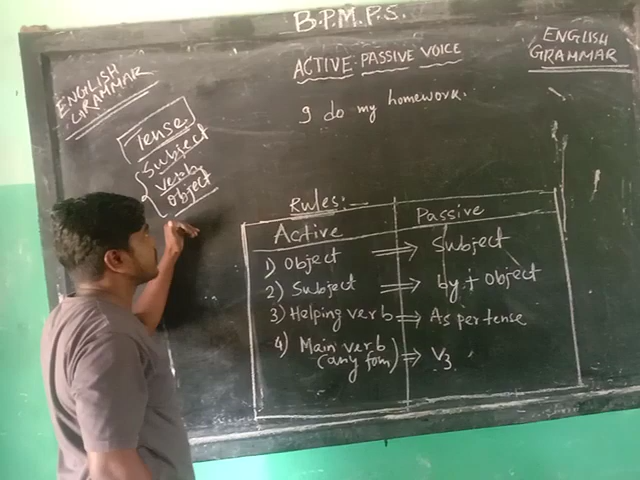 B.P.M.P.S.
ENGLISH
GRAMMAR
ACTIVE PASSIVE VOICE
ENGLISH
GRAMMAR
I do my homework.
Tense
Subject
verb
object
Rules:-
Active Passive
1) Object ⇒ Subject
2) Subject ⇒ by + Object
3) Helping verb ⇒ As per tense
4) Main verb ⇒ V3
(any fom)